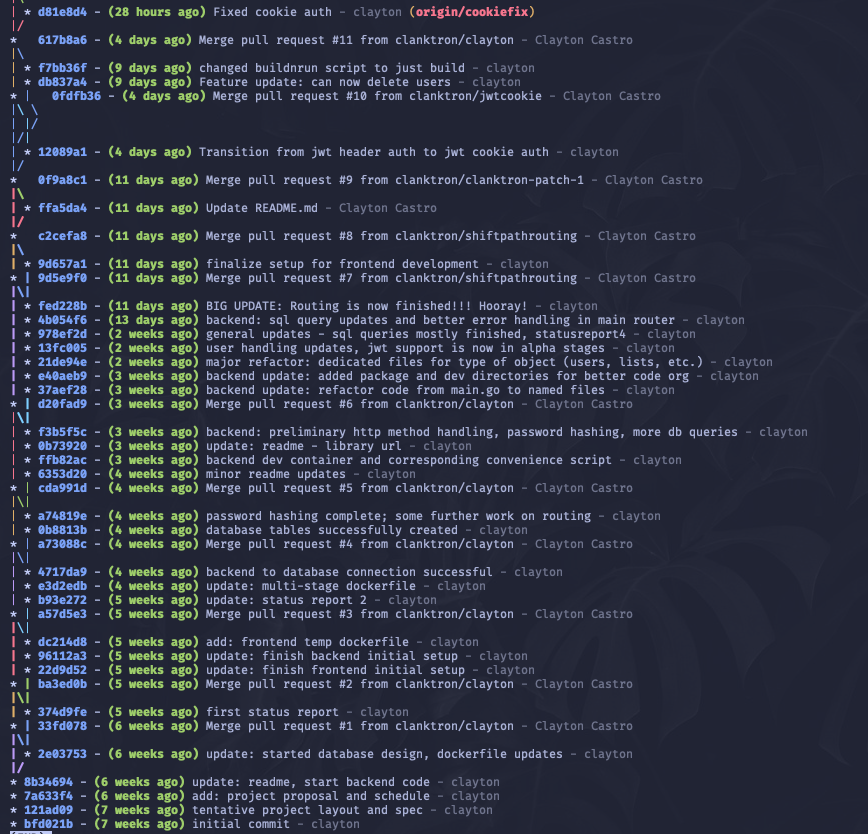 * d81e8d4 - (28 hours ago) Fixed cookie auth - clayton (origin/cookiefix)
* 617b8a6 - (4 days ago) Merge pull request #11 from clanktron/clayton - Clayton Castro
* f7bb36f - (9 days ago) changed buildnrun script to just build - clayton
* db837a4 - (9 days ago) Feature update: can now delete users - clayton
* 0fdfb36 - (4 days ago) Merge pull request #10 from clanktron/jwtcookie - Clayton Castro
* 12089a1 - (4 days ago) Transition from jwt header auth to jwt cookie auth - clayton
* 0f9a8c1 - (11 days ago) Merge pull request #9 from clanktron/clanktron-patch-1 - Clayton Castro
* ffa5da4 - (11 days ago) Update README.md - Clayton Castro
* c2cefa8 - (11 days ago) Merge pull request #8 from clanktron/shiftpathrouting - Clayton Castro
* 9d657a1 - (11 days ago) finalize setup for frontend development - clayton
* 9d5e9f0 - (11 days ago) Merge pull request #7 from clanktron/shiftpathrouting - Clayton Castro
* fed228b - (11 days ago) BIG UPDATE: Routing is now finished!!! Hooray! - clayton
* 4b054f6 - (13 days ago) backend: sql query updates and better error handling in main router - clayton
* 978ef2d - (2 weeks ago) general updates - sql queries mostly finished, statusreport4 - clayton
* 13fc005 - (2 weeks ago) user handling updates, jwt support is now in alpha stages - clayton
* 21de94e - (2 weeks ago) major refactor: dedicated files for type of object (users, lists, etc.) - clayton
* e40aeb9 - (3 weeks ago) backend update: added package and dev directories for better code org - clayton
* 37aef28 - (3 weeks ago) backend update: refactor code from main.go to named files - clayton
* d20fad9 - (3 weeks ago) Merge pull request #6 from clanktron/clayton - Clayton Castro
* f3b5f5c - (3 weeks ago) backend: preliminary http method handling, password hashing, more db queries - clayton
* 0b73920 - (3 weeks ago) update: readme - library url - clayton
* ffb82ac - (3 weeks ago) backend dev container and corresponding convenience script - clayton
* 6353d20 - (4 weeks ago) minor readme updates - clayton
* cda991d - (4 weeks ago) Merge pull request #5 from clanktron/clayton - Clayton Castro
* a74819e - (4 weeks ago) password hashing complete; some further work on routing - clayton
* 0b8813b - (4 weeks ago) database tables successfully created - clayton
* a73088c - (4 weeks ago) Merge pull request #4 from clanktron/clayton - Clayton Castro
* 4717da9 - (4 weeks ago) backend to database connection successful - clayton
* e3d2edb - (4 weeks ago) update: multi-stage dockerfile - clayton
* b93e272 - (5 weeks ago) update: status report 2 - clayton
* a57d5e3 - (5 weeks ago) Merge pull request #3 from clanktron/clayton - Clayton Castro
* dc214d8 - (5 weeks ago) add: frontend temp dockerfile - clayton
* 96112a3 - (5 weeks ago) update: finish backend initial setup - clayton
* 22d9d52 - (5 weeks ago) update: finish frontend initial setup - clayton
* ba3ed0b - (5 weeks ago) Merge pull request #2 from clanktron/clayton - Clayton Castro
* 374d9fe - (5 weeks ago) first status report - clayton
* 33fd078 - (6 weeks ago) Merge pull request #1 from clanktron/clayton - Clayton Castro
* 2e03753 - (6 weeks ago) update: started database design, dockerfile updates - clayton
* 8b34694 - (6 weeks ago) update: readme, start backend code - clayton
* 7a633f4 - (6 weeks ago) add: project proposal and schedule - clayton
* 121ad09 - (7 weeks ago) tentative project layout and spec - clayton
* bfd021b - (7 weeks ago) initial commit - clayton